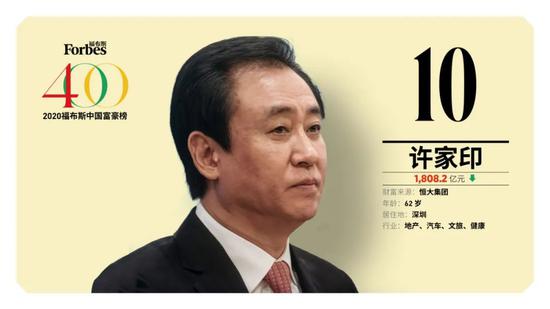 福布斯
Forbes
400
2020福布斯中国富豪榜
10
许家印
1,808.2 亿元
财富来源：恒大集团
年龄：62 岁
居住地：深圳
行业：地产、汽车、文旅、健康